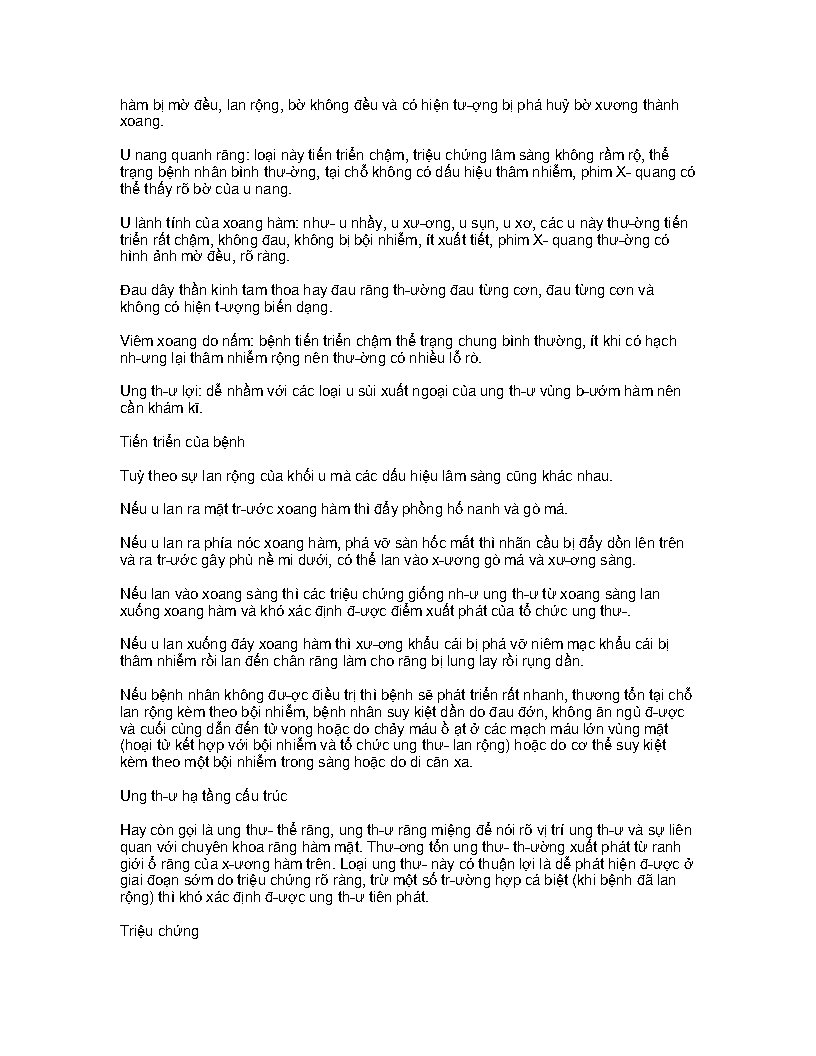 hàm bị mờ đều, lan rộng, bờ không đều và có hiện tư-ợng bị phá huỷ bờ xương thành
xoang.
U nang quanh răng: loại này tiến triển chậm, triệu chứng lâm sàng không rầm rộ, thể
trạng bệnh nhân bình thư-ờng, tại chỗ không có dấu hiệu thâm nhiễm, phim X- quang có
thể thấy rõ bờ của u nang.
U lành tính của xoang hàm: như- u nhầy, u xư-ơng, u sụn, u xơ, các u này thư-ờng tiến
triển rất chậm, không đau, không bị bội nhiễm, ít xuất tiết, phim X- quang thư-ờng có
hình ảnh mờ đều, rõ ràng.
Đau dây thần kinh tam thoa hay đau răng th-ường đau từng cơn, đau từng cơn và
không có hiện t-ượng biến dạng.
Viêm xoang do nấm: bệnh tiến triển chậm thể trạng chung bình thường, ít khi có hạch
nh-ưng lại thâm nhiễm rộng nên thư-ờng có nhiều lỗ rò.
Ung th-ư lợi: dễ nhầm với các loại u sùi xuất ngoại của ung th-ư vùng b-ướm hàm nên
cần khám kĩ.
Tiến triển của bệnh
Tuỳ theo sự lan rộng của khối u mà các dấu hiệu lâm sàng cũng khác nhau.
Nếu u lan ra mặt tr-ước xoang hàm thì đẩy phồng hố nanh và gò má.
Nếu u lan ra phía nóc xoang hàm, phá vỡ sàn hốc mắt thì nhãn cầu bị đẩy dồn lên trên
và ra tr-ước gây phù nề mi dưới, có thể lan vào x-ương gò má và xư-ơng sàng.
Nếu lan vào xoang sàng thì các triệu chứng giống nh-ư ung th-ư từ xoang sàng lan
xuống xoang hàm và khó xác định đ-ược điểm xuất phát của tổ chức ung thư-.
Nếu u lan xuống đáy xoang hàm thì xư-ơng khẩu cái bị phá vỡ niêm mạc khẩu cái bị
thâm nhiễm rồi lan đến chân răng làm cho răng bị lung lay rồi rụng dần.
Nếu bệnh nhân không đư-ợc điều trị thì bệnh sẽ phát triển rất nhanh, thương tổn tại chỗ
lan rộng kèm theo bội nhiễm, bệnh nhân suy kiệt dần do đau đớn, không ăn ngủ đ-ược
và cuối cùng dẫn đến tử vong hoặc do chảy máu ồ ạt ở các mạch máu lớn vùng mặt
(hoại tử kết hợp với bội nhiễm và tổ chức ung thư- lan rộng) hoặc do cơ thể suy kiệt
kèm theo một bội nhiễm trong sàng hoặc do di căn xa.
Ung th-ư hạ tầng cấu trúc
Hay còn gọi là ung thư- thể răng, ung th-ư răng miệng để nói rõ vị trí ung th-ư và sự liên
quan với chuyên khoa răng hàm mặt. Thư-ơng tổn ung thư- th-ường xuất phát từ ranh
giới ổ răng của x-ương hàm trên. Loại ung thư- này có thuận lợi là dễ phát hiện đ-ược ở
giai đoạn sớm do triệu chứng rõ ràng, trừ một số tr-ường hợp cá biệt (khi bệnh đã lan
rộng) thì khó xác định đ-ược ung th-ư tiên phát.
Triệu chứng